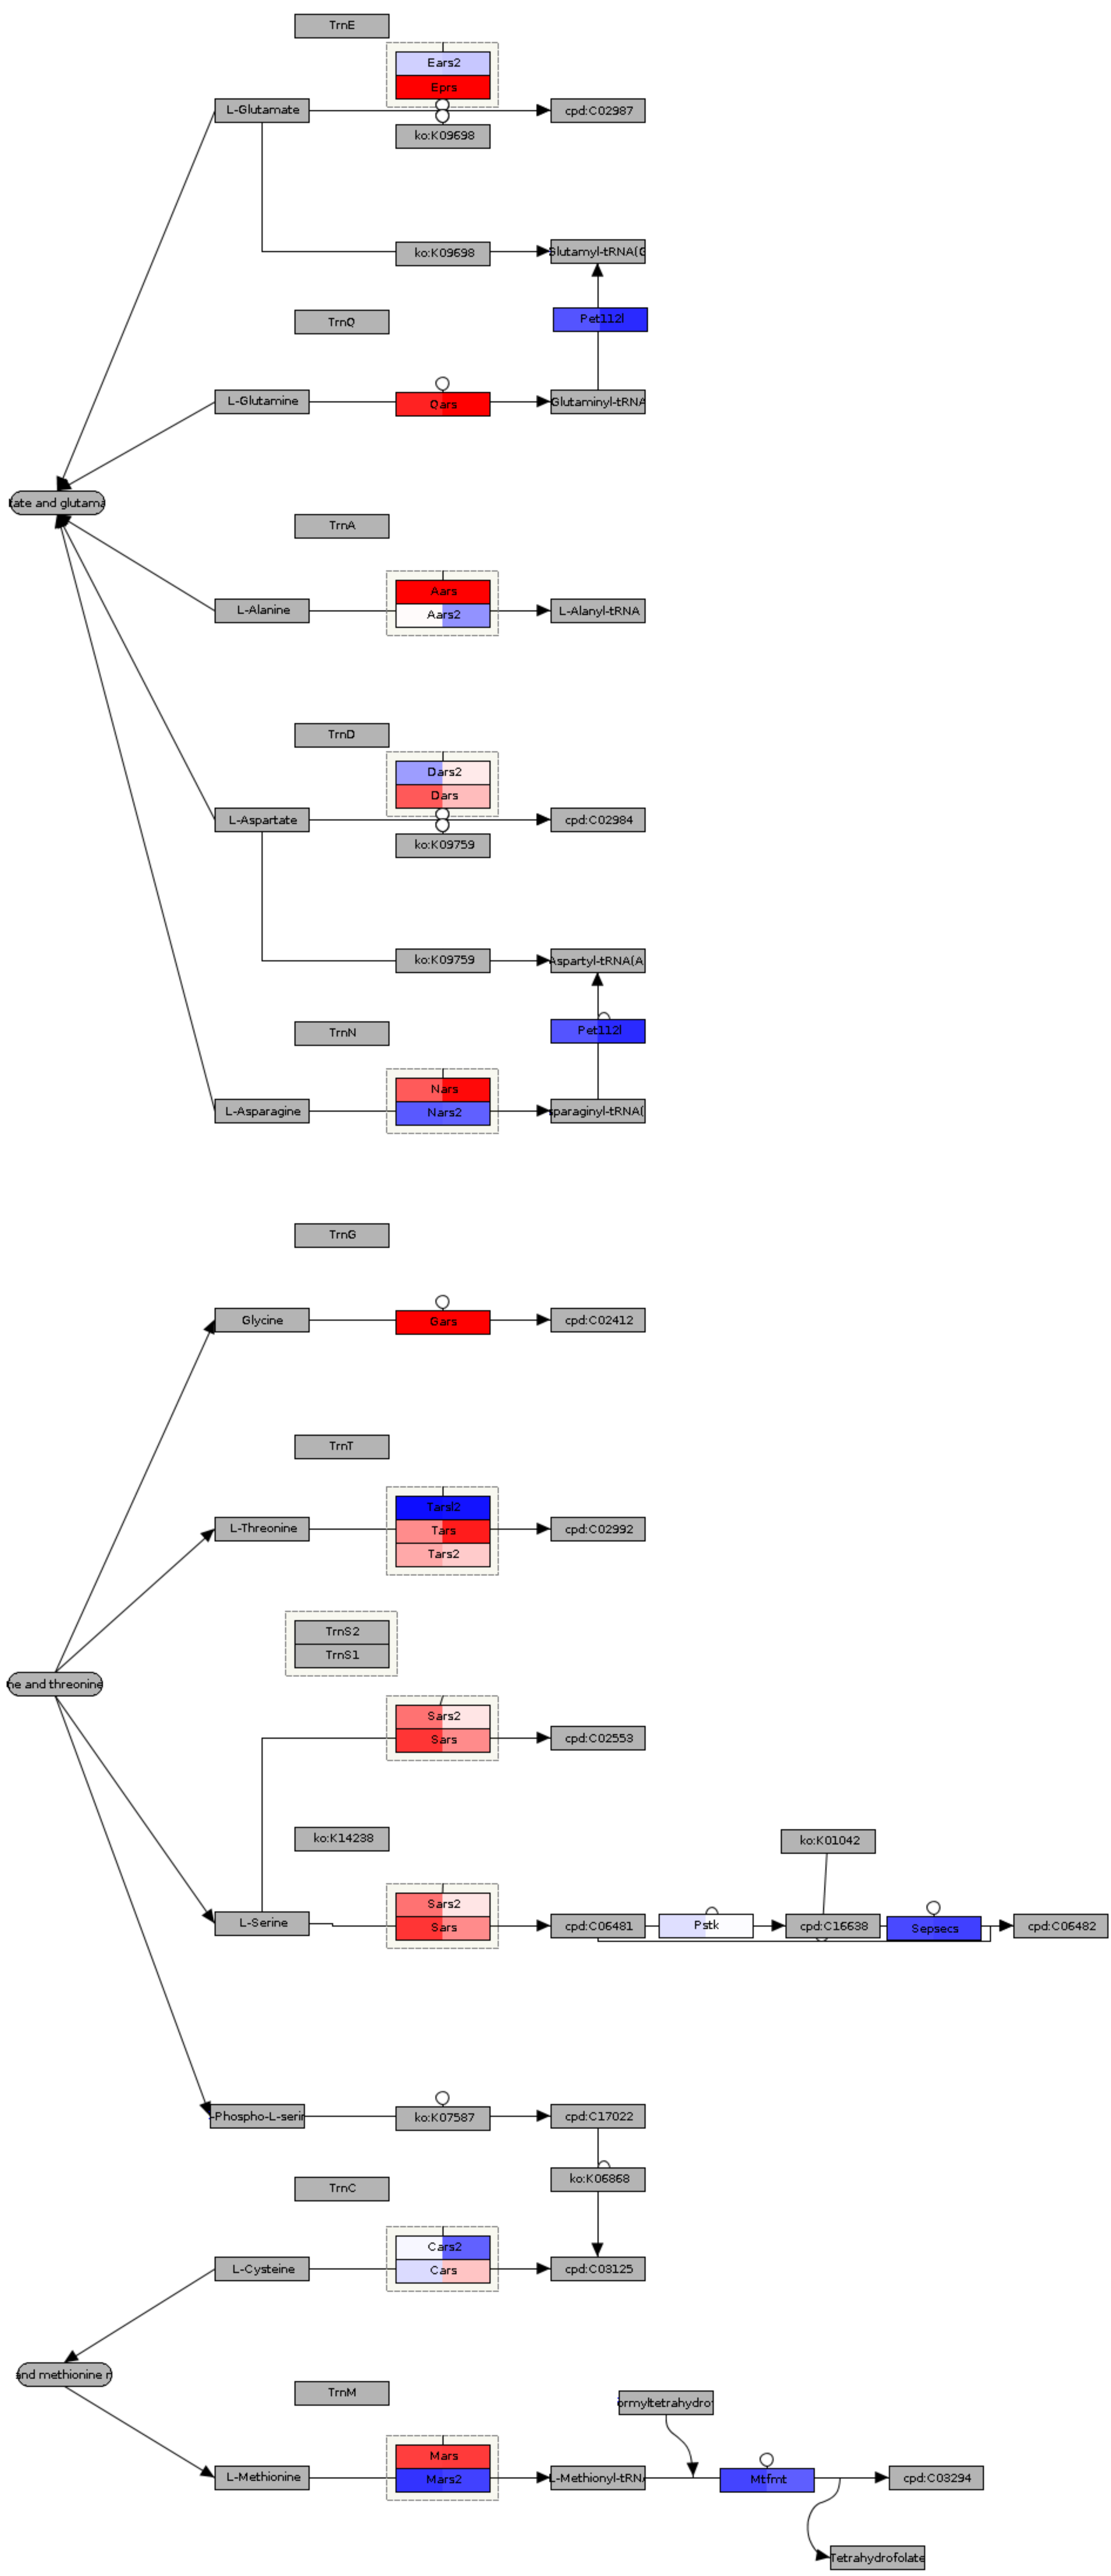 TrnE
Ears2
Eprs
L-Glutamate
cpd:C02987
ko:K09698
ko:K09698
Glutamyl-tRNA(G
TrnQ
Pet112l
L-Glutamine
Qars
Glutaminyl-tRNA
tate and glutama
TrnA
Aars
L-Alanine
Aars2
L-Alanyl-tRNA
TrnD
Dars2
Dars
L-Aspartate
cpd:C02984
ko:K09759
ko:K09759
Aspartyl-tRNA(A
TrnN
Pet112l
Nars
L-Asparagine
Nars2
sparaginyl-tRNA(
TrnG
Glycine
Gars
cpd:C02412
TrnT
Tarsl2
L-Threonine
Tars
cpd:C02992
Tars2
TrnS2
TrnS1
ne and threonine
Sars2
Sars
cpd:C02553
ko:K14238
ko:K01042
Sars2
L-Serine
Sars
cpd:C06481
Pstk
cpd:C16638
Sepsecs
cpd:C06482
-Phospho-L-serin
ko:K07587
cpd:C17022
TrnC
ko:K06868
Cars2
L-Cysteine
Cars
cpd:C03125
and methionine r
TrnM
ormyltetrahydrof
Mars
L-Methionine
Mars2
L-Methionyl-tRNA
Mtfmt
cpd:C03294
Tetrahydrofolate